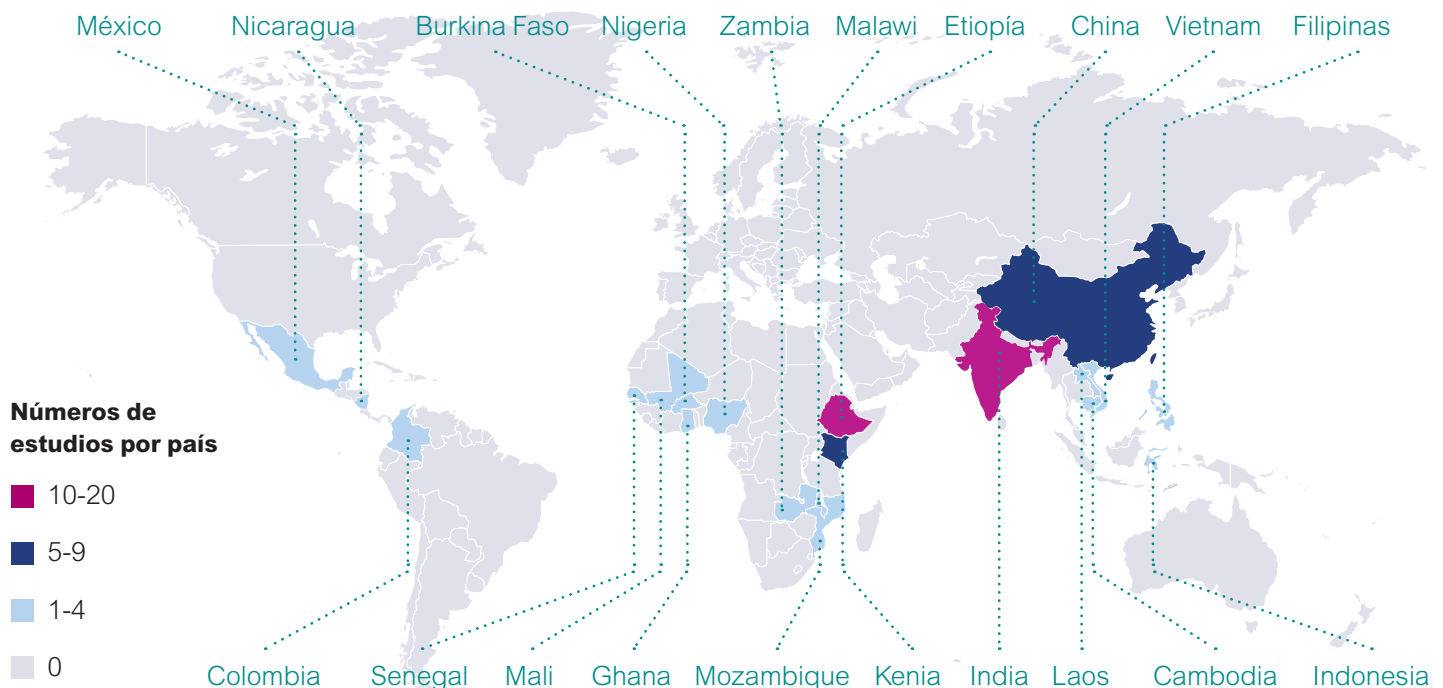 México Nicaragua Burkina Faso Nigeria Zambia Malawi Etiopía China Vietnam Filipinas
Números de
estudios por país
10-20
5-9
1-4
0
Colombia Senegal Mali Ghana Mozambique Kenia India Laos Cambodia Indonesia